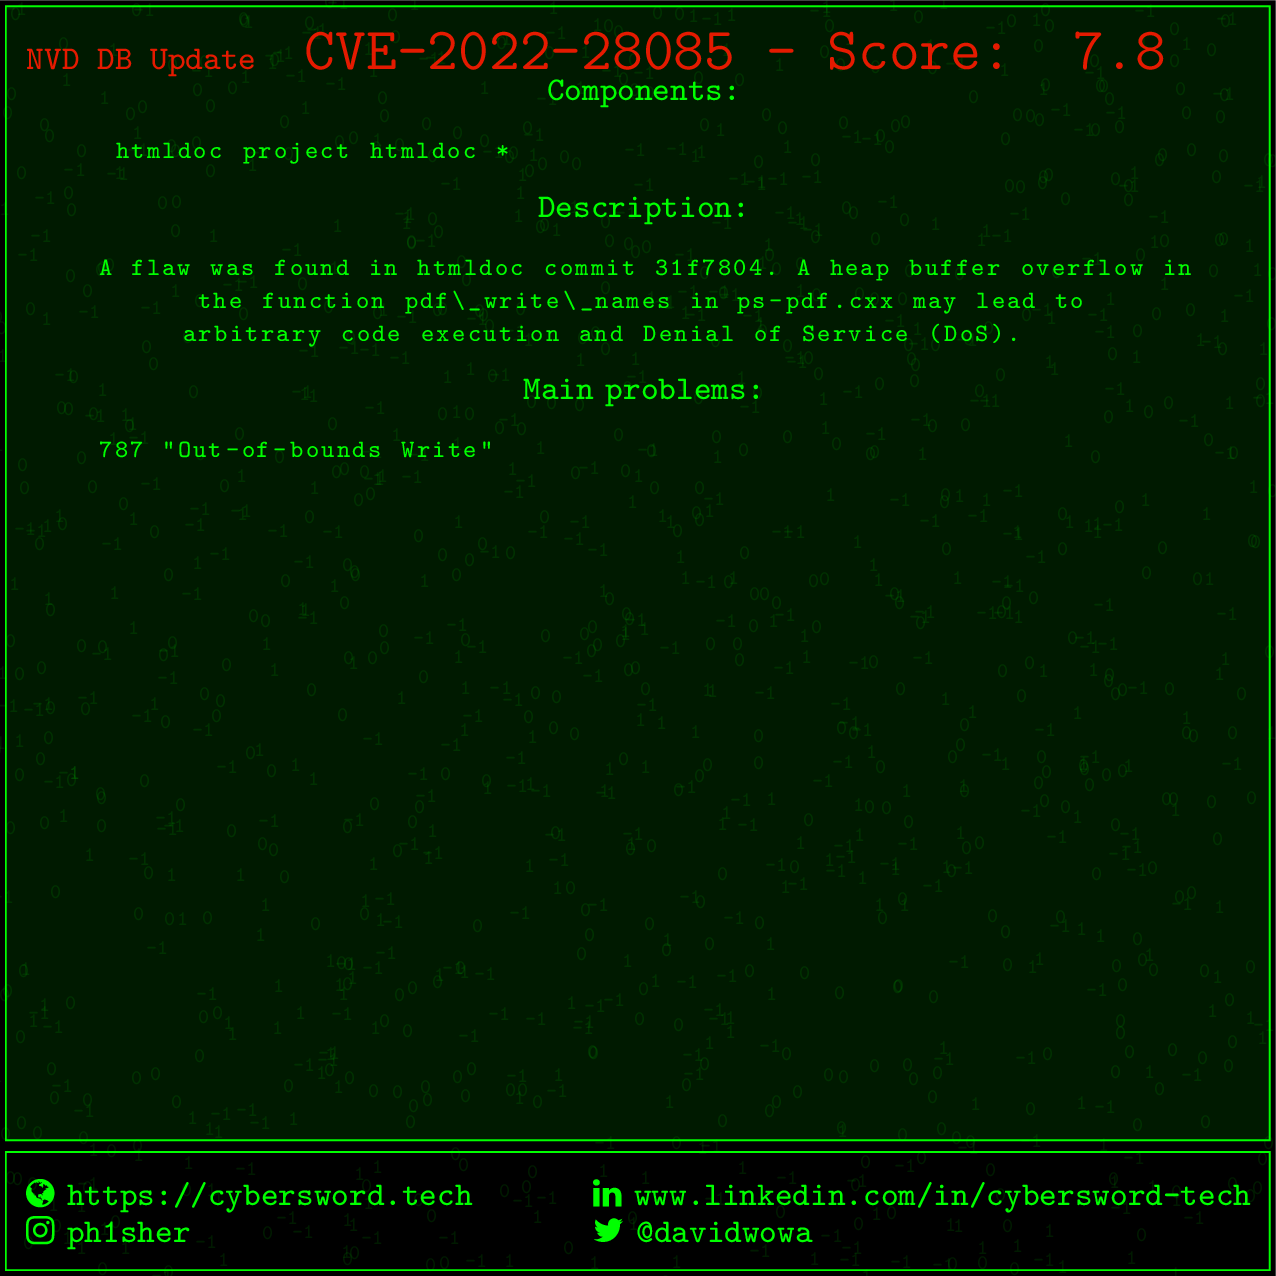 NVD DB Update CVE-2022-28085 - Score: 7.8
Components:
htmldoc project htmldoc *
Description:
A flaw was found in htmldoc commit 31f7804. A heap buffer overflow in
the function pdf\_write\_names in ps-pdf.cxx may lead to
arbitrary code execution and Denial of Service (DoS).
Main problems:
787 "Out-of-bounds Write"
https://cybersword.tech
www.linkedin.com/in/cybersword-tech
ph1sher
@davidwowa